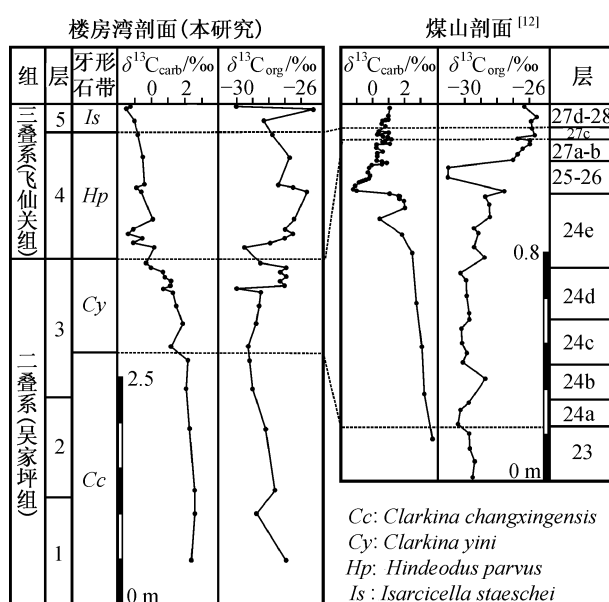 楼房湾剖面(本研究)
煤山剖面[12]
组 层 牙形石带 δ13Ccarb/‰ δ13Corg/‰
0 2 −30 −26
δ13Ccarb/‰ δ13Corg/‰ 层
0 2 −30 −26
三叠系(飞仙关组)
二叠系(吴家坪组)
5 Is
4 Hp
3 Cy
2 Cc
1
2.5
0 m
27d-28
27c
27a-b
25-26
24e
0.8
24d
24c
24b
24a
23
0 m
Cc: Clarkina changxingensis
Cy: Clarkina yini
Hp: Hindeodus parvus
Is : Isarcicella staeschei